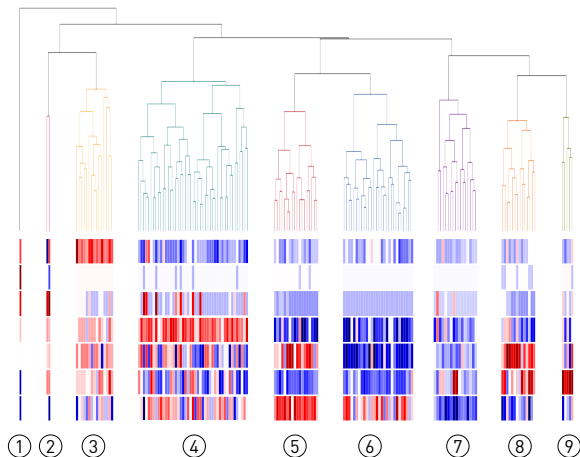 ① ② ③ ④ ⑤ ⑥ ⑦ ⑧ ⑨